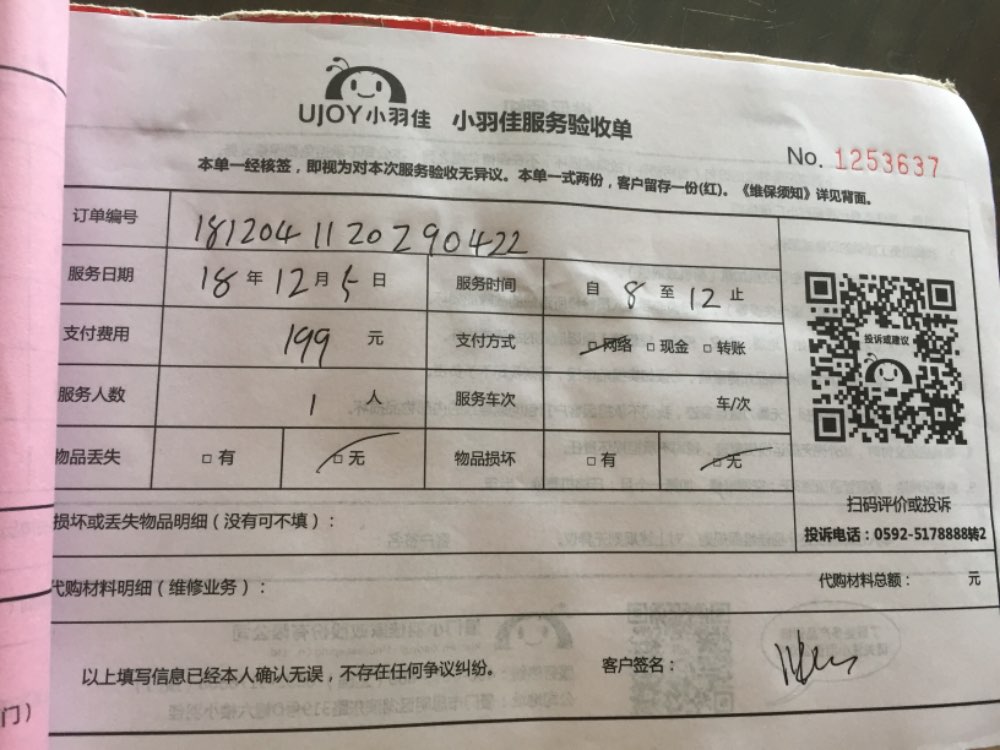 UJOY小羽佳 小羽佳服务验收单
No. 1253637
本单一经核签，即视为对本次服务验收无异议。本单一式两份，客户留存一份(红)。《维保须知》详见背面。
订单编号 181204112029 0422
服务日期 18 年 12 月 5 日 服务时间 自 8 至 12 止
支付费用 199 元 支付方式 □网络 □现金 □转账
服务人数 1 人 服务车次 车/次
物品丢失 □有 □无 物品损坏 □有 □无
投诉或建议
扫码评价或投诉
投诉电话：0592-5178888转2
损坏或丢失物品明细（没有可不填）：
代购材料明细（维修业务）： 代购材料总额： 元
以上填写信息已经本人确认无误，不存在任何争议纠纷。 客户签名：
门）